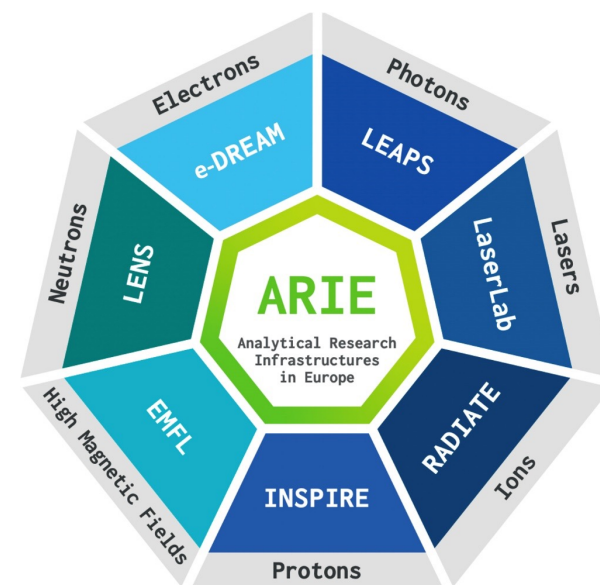 Electrons
e-DREAM
Photons
LEAPS
Lasers
LaserLab
Ions
RADIATE
Protons
INSPIRE
High Magnetic Fields
EMFL
Neutrons
LENS
ARIE
Analytical Research
Infrastructures
in Europe